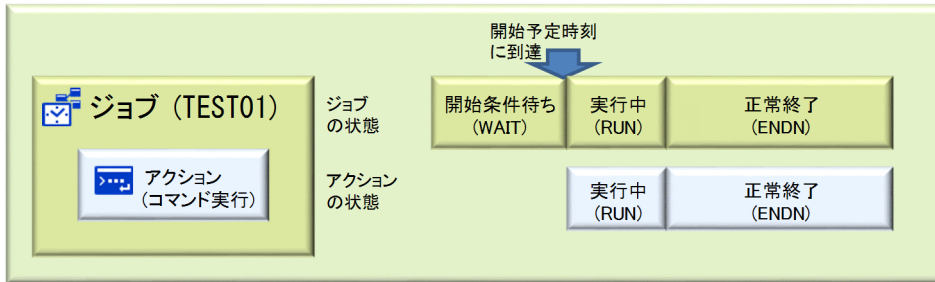 開始予定時刻
に到達
ジョブ (TEST01)
アクション
(コマンド実行)
ジョブ
の状態
開始条件待ち
(WAIT)
実行中
(RUN)
正常終了
(ENDN)
アクション
の状態
実行中
(RUN)
正常終了
(ENDN)